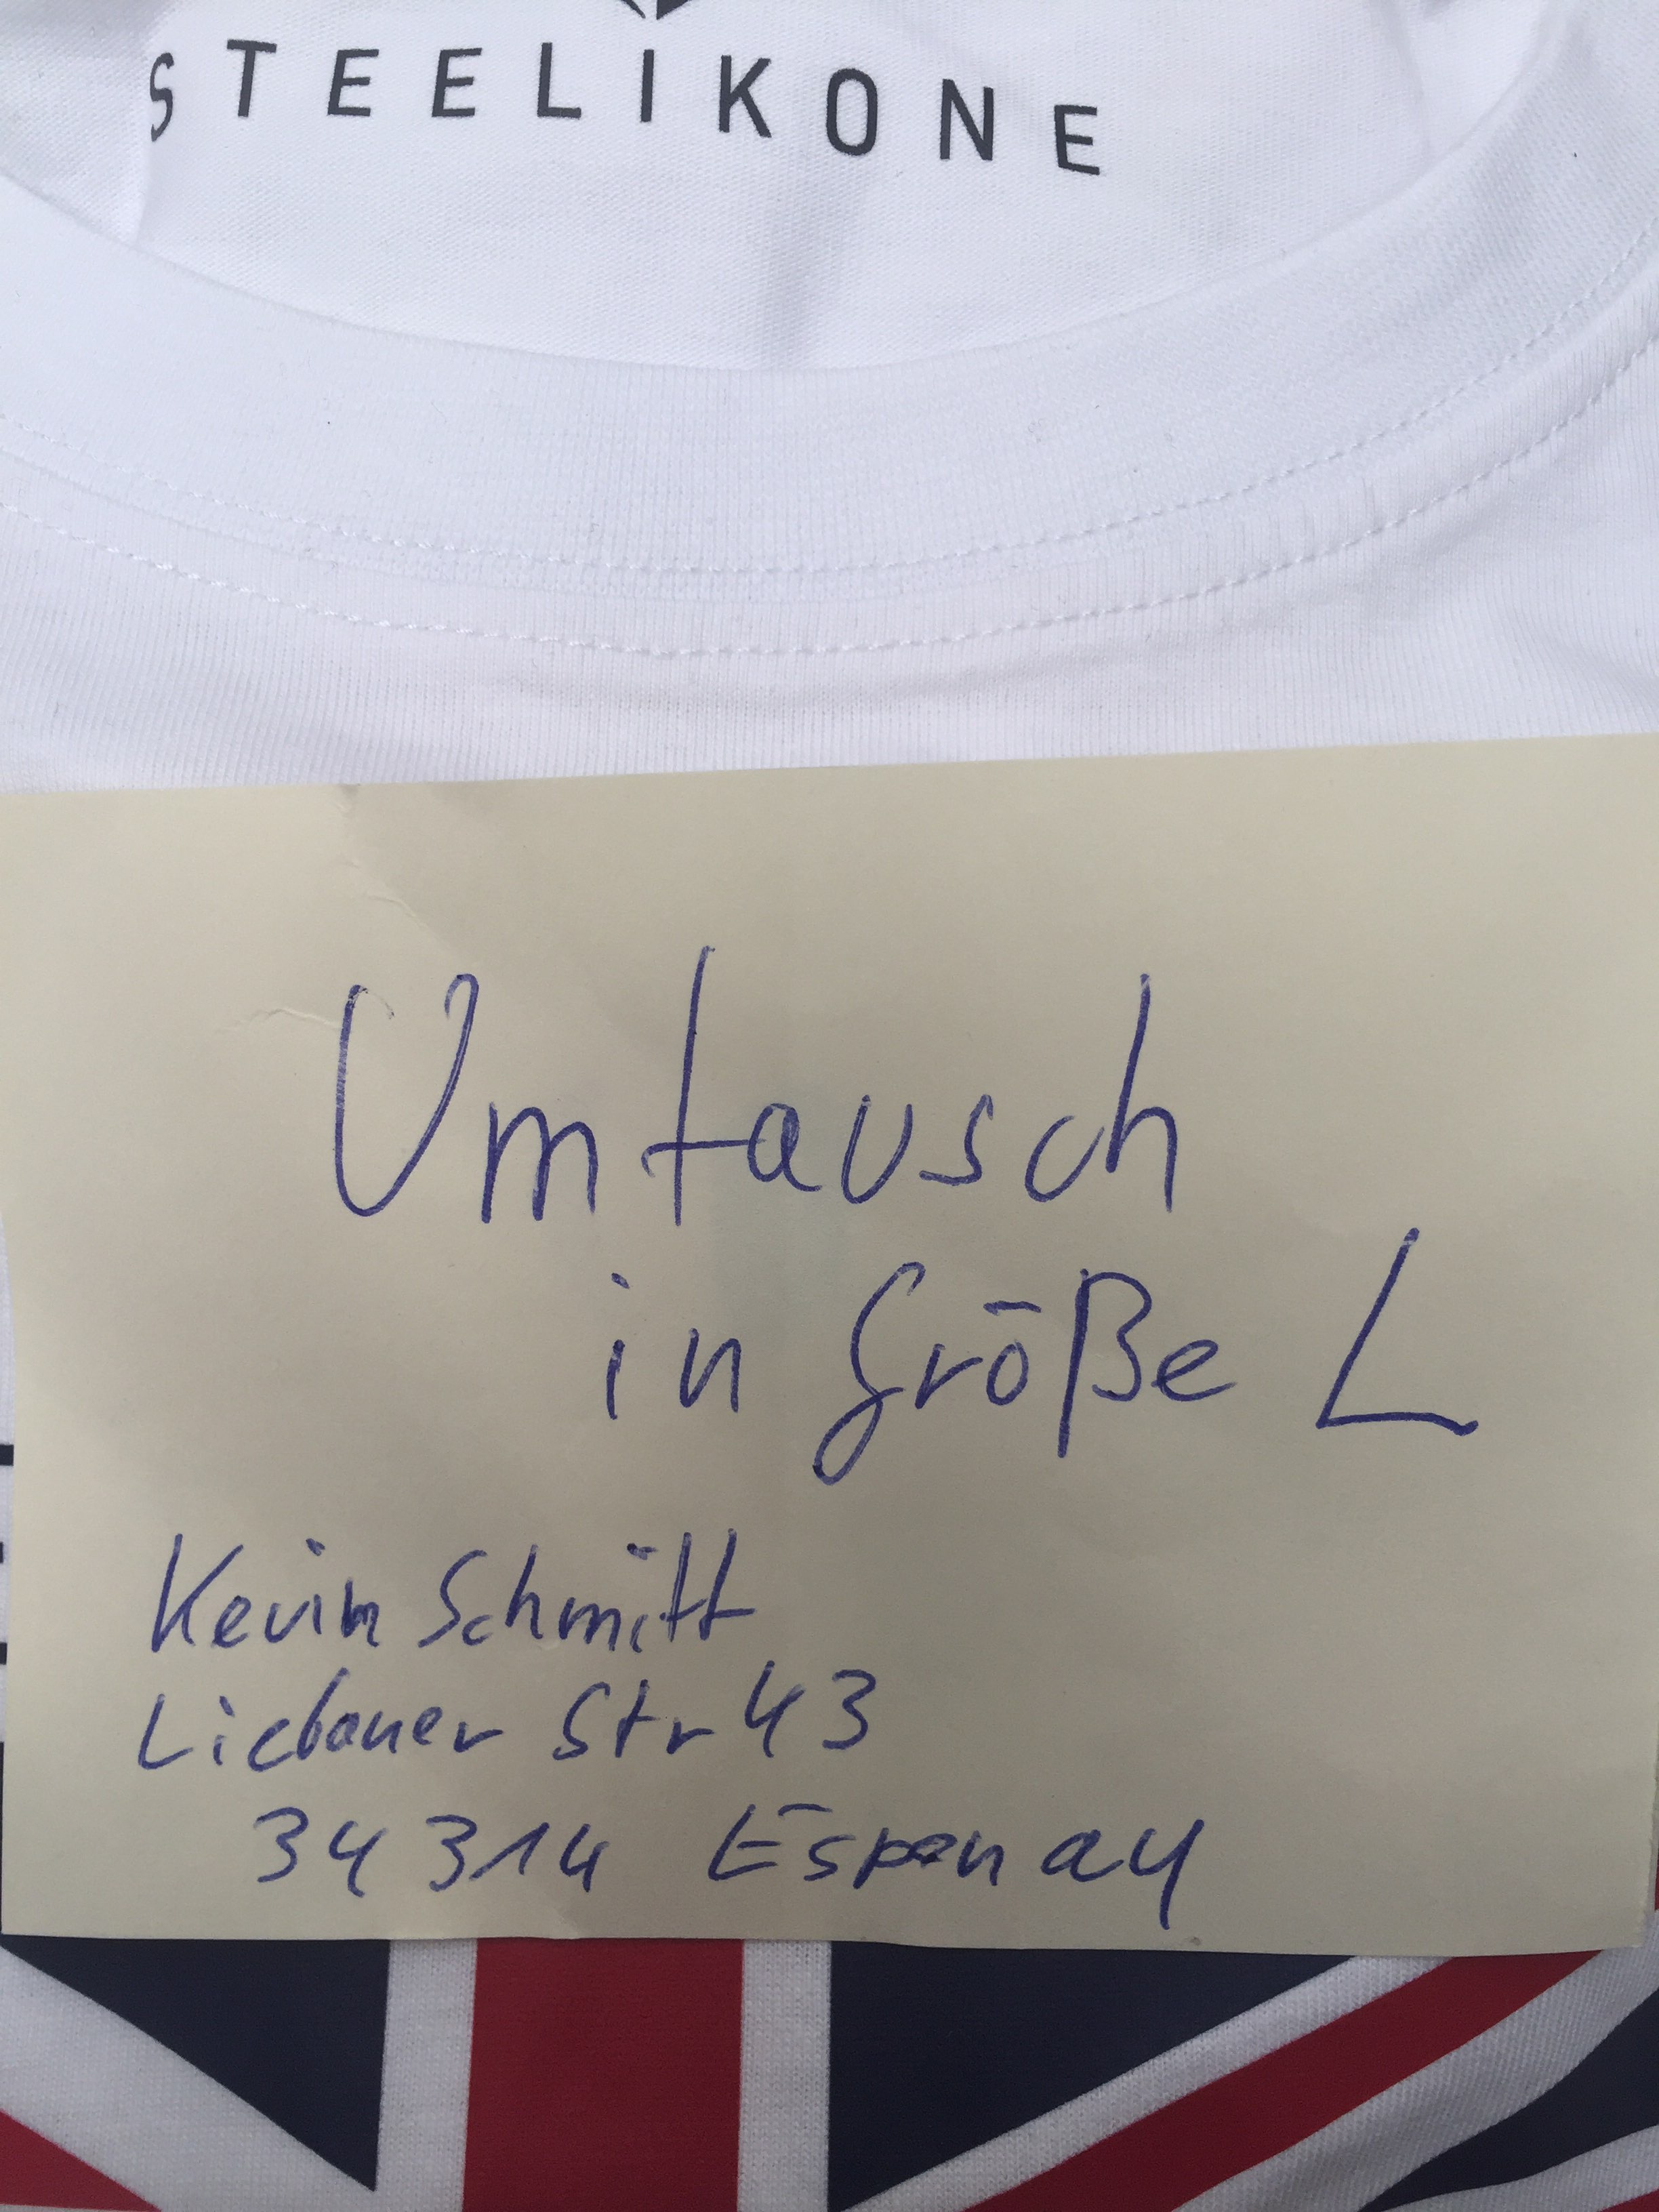 STEELIKONE
Umtausch
in Größe L
Kevin Schmitt
Liebauer Str 43
34314 Espenau